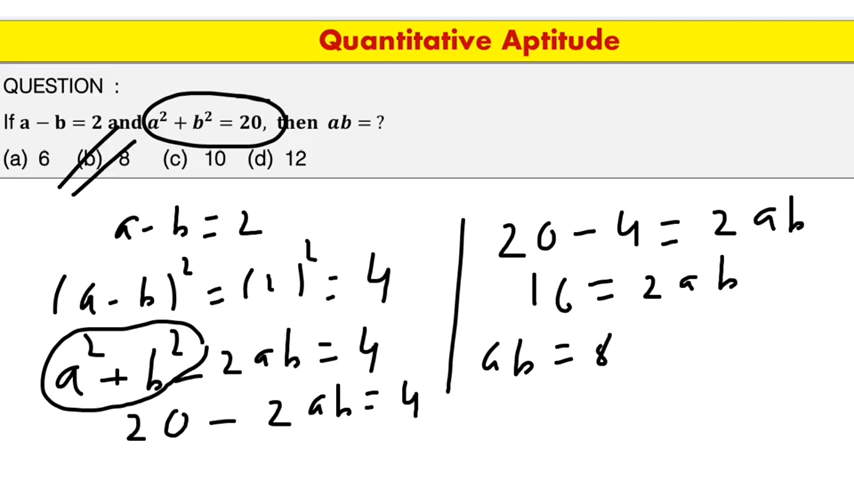 Quantitative Aptitude
QUESTION :
If a − b = 2 and a² + b² = 20, then ab = ?
(a) 6 (b) 8 (c) 10 (d) 12
a - b = 2
(a - b)² = (2)² = 4
a² + b² - 2ab = 4
20 - 2ab = 4
20 - 4 = 2ab
16 = 2ab
ab = 8